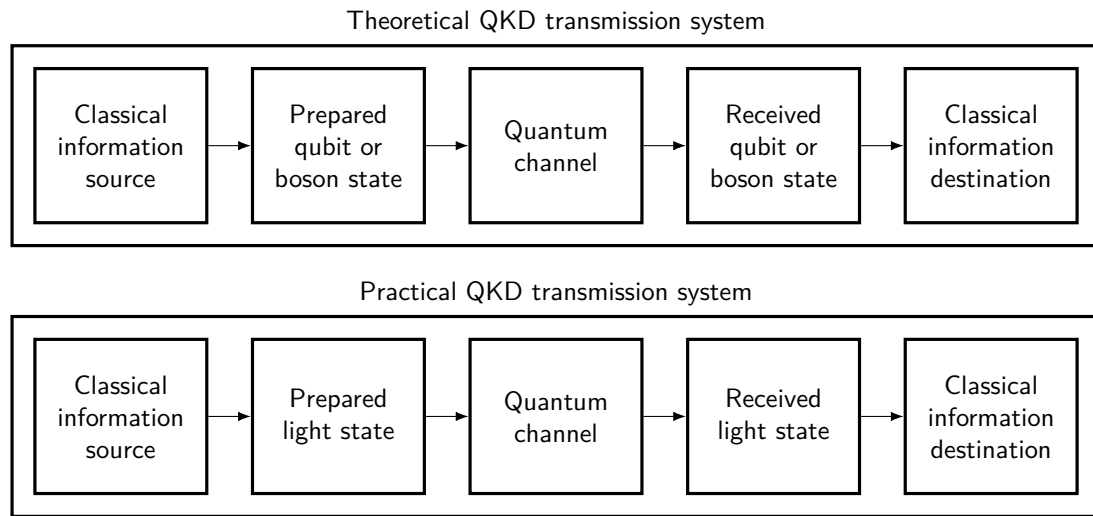 Theoretical QKD transmission system
Classical
information
source
Prepared
qubit or
boson state
Quantum
channel
Received
qubit or
boson state
Classical
information
destination
Practical QKD transmission system
Classical
information
source
Prepared
light state
Quantum
channel
Received
light state
Classical
information
destination